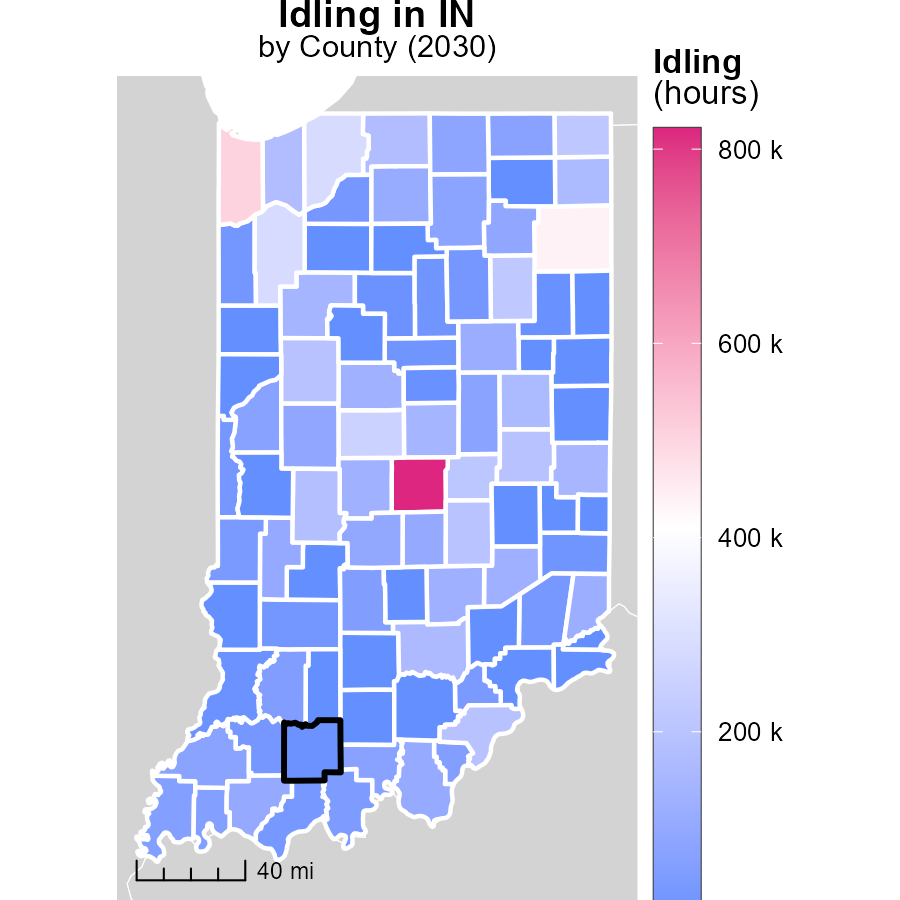 Idling in IN
by County (2030)
Idling
(hours)
800 k
600 k
400 k
200 k
40 mi